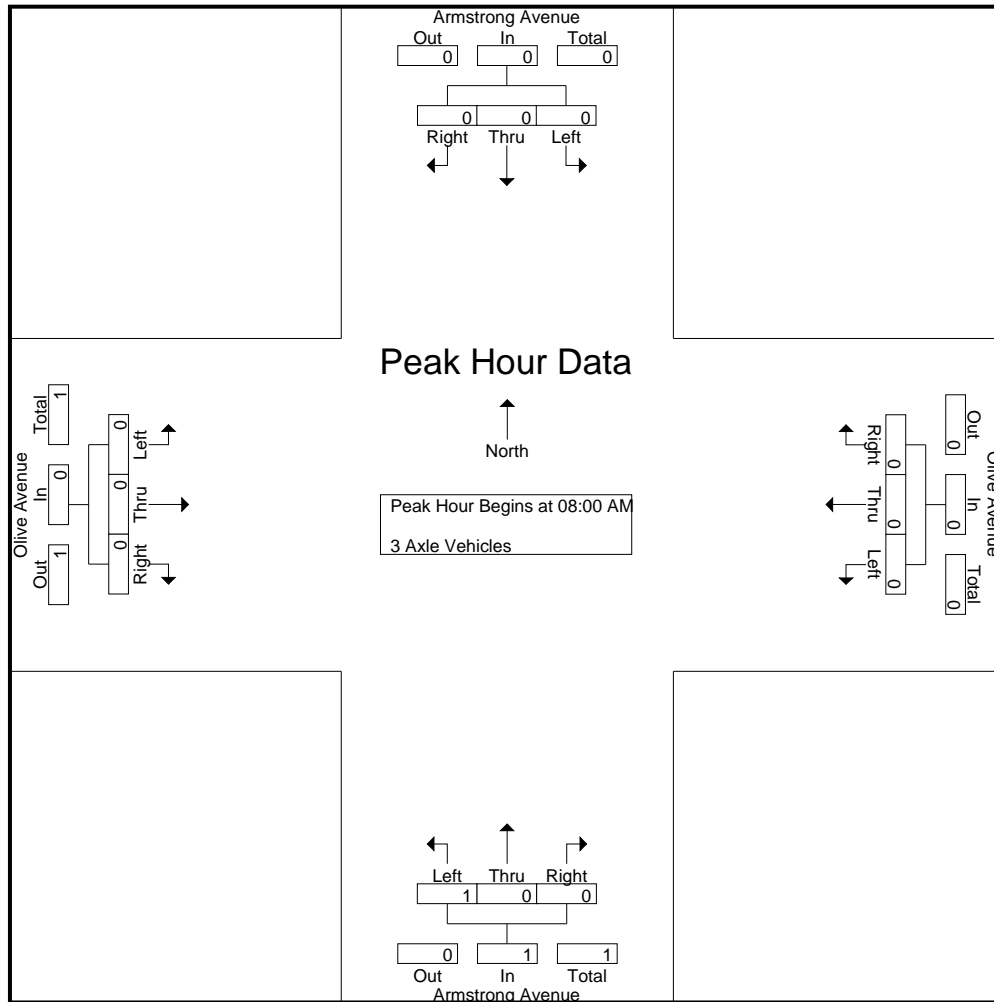 Armstrong Avenue
Out In Total
0 0 0
0 0 0
Right Thru Left
Peak Hour Data
North
Peak Hour Begins at 08:00 AM
3 Axle Vehicles
Olive Avenue
Total In Out
1 0 1
0 0 0
Left Thru Right
Olive Avenue
Out In Total
0 0 0
0 0 0
Right Thru Left
Left Thru Right
1 0 0
0 1 1
Out In Total
Armstrong Avenue